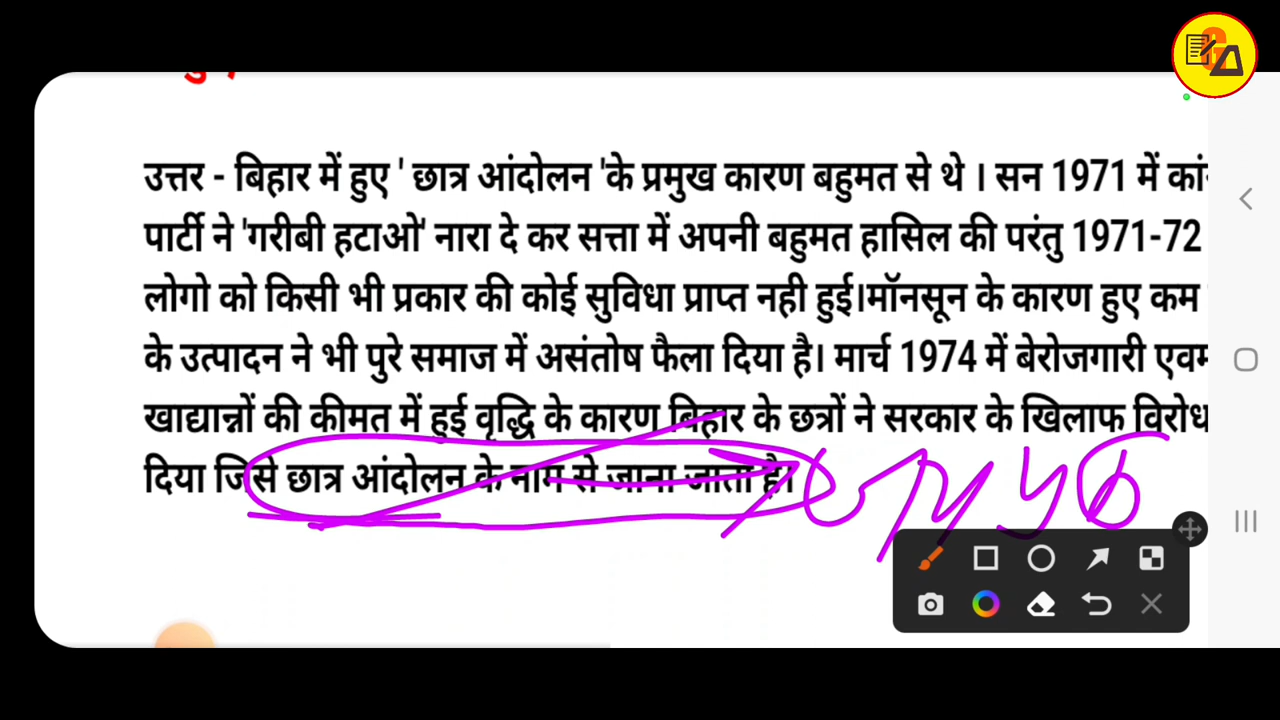 उत्तर - बिहार में हुए ' छात्र आंदोलन 'के प्रमुख कारण बहुमत से थे । सन 1971 में
पार्टी ने 'गरीबी हटाओ' नारा दे कर सत्ता में अपनी बहुमत हासिल की परंतु 1971-72
लोगो को किसी भी प्रकार की कोई सुविधा प्राप्त नही हुई।मॉनसून के कारण हुए कम
के उत्पादन ने भी पुरे समाज में असंतोष फैला दिया है। मार्च 1974 में बेरोजगारी
खाद्यान्नों की कीमत में हुई वृद्धि के कारण बिहार के छत्रों ने सरकार के खिलाफ विरोध
दिया जिसे छात्र आंदोलन के नाम से जाना जाता है।